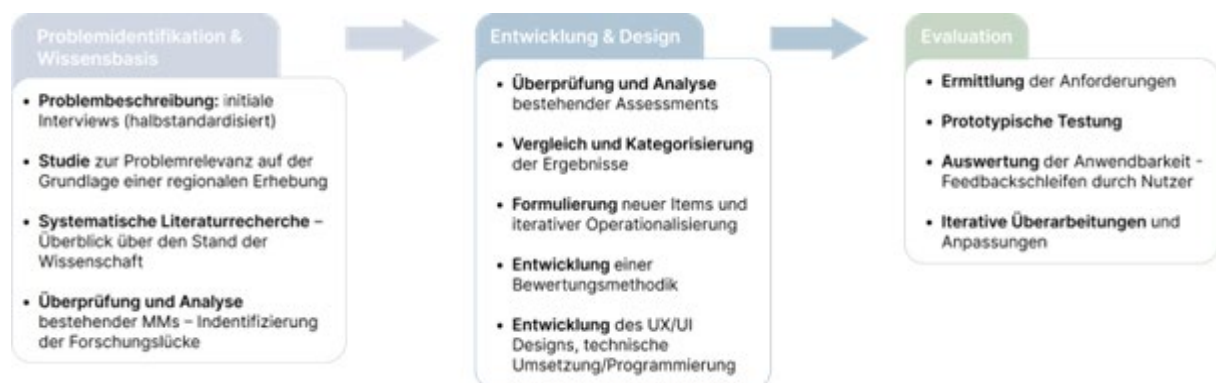 Problemidentifikation &
Wissensbasis
• Problembeschreibung: initiale
Interviews (halbstandardisiert)
• Studie zur Problemrelevanz auf der
Grundlage einer regionalen Erhebung
• Systematische Literaturrecherche –
Überblick über den Stand der
Wissenschaft
• Überprüfung und Analyse
bestehender MMs – Indentifizierung
der Forschungslücke
Entwicklung & Design
• Überprüfung und Analyse
bestehender Assessments
• Vergleich und Kategorisierung
der Ergebnisse
• Formulierung neuer Items und
iterativer Operationalisierung
• Entwicklung einer
Bewertungsmethodik
• Entwicklung des UX/UI
Designs, technische
Umsetzung/Programmierung
Evaluation
• Ermittlung der Anforderungen
• Prototypische Testung
• Auswertung der Anwendbarkeit -
Feedbackschleifen durch Nutzer
• Iterative Überarbeitungen und
Anpassungen